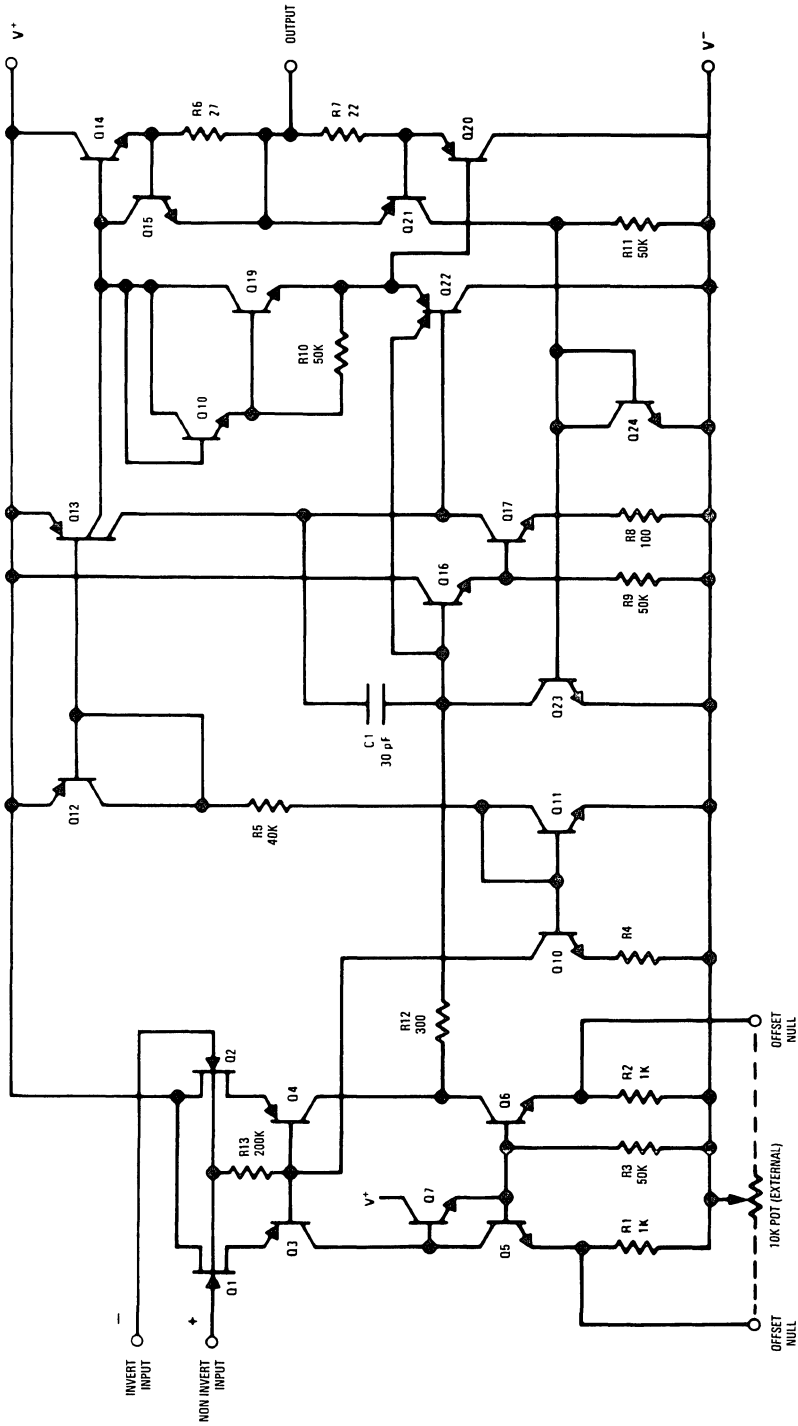 INVERT
INPUT
−
NON INVERT
INPUT
+
Q1
Q2
R13
200K
Q3
Q4
V+
Q7
Q5
Q6
R12
300
R1
1K
R3
50K
R2
1K
OFFSET
NULL
10K POT (EXTERNAL)
OFFSET
NULL
Q12
R5
40K
Q10
Q11
R4
Q13
C1
30 pF
Q16
Q17
Q23
R9
50K
R8
100
Q10
Q19
R10
50K
Q22
Q24
Q14
Q15
R6
27
R7
22
Q21
Q20
R11
50K
V+
OUTPUT
V−